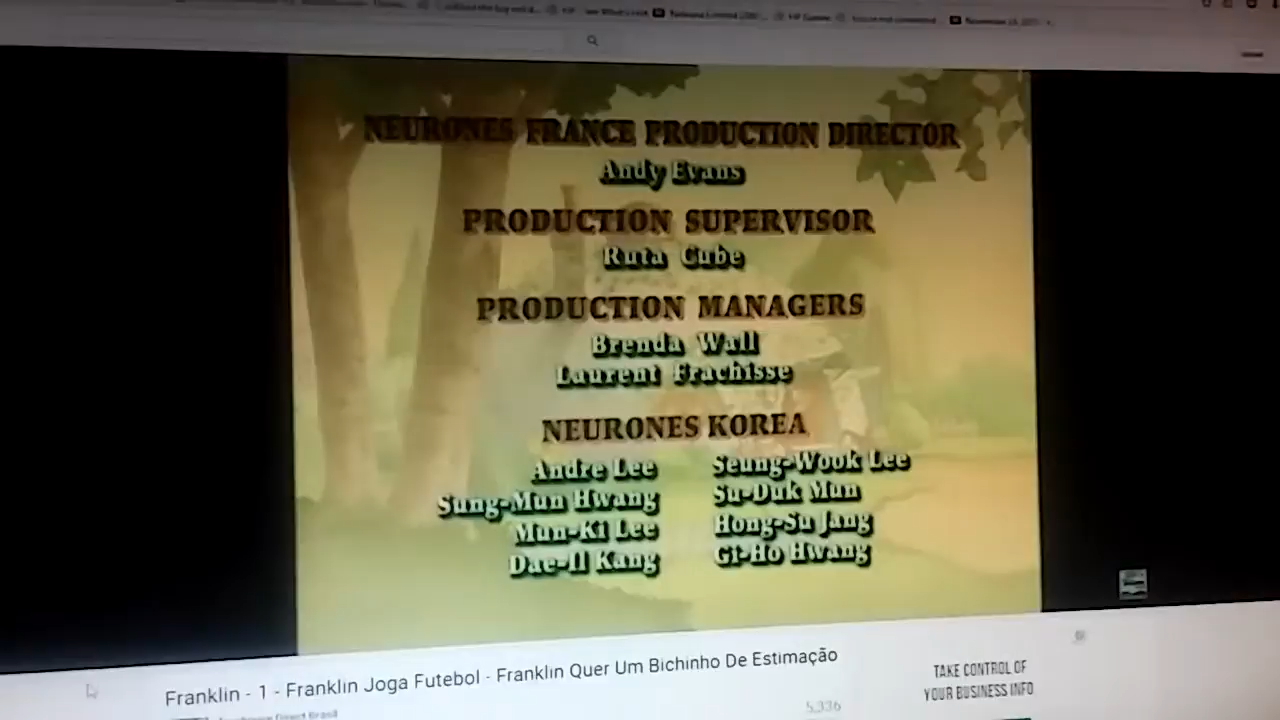 NEURONES FRANCE PRODUCTION DIRECTOR
Andy Evans
PRODUCTION SUPERVISOR
Ruta Cube
PRODUCTION MANAGERS
Brenda Wall
Laurent Frachisse
NEURONES KOREA
Andre Lee Seung-Wook Lee
Sung-Mun Hwang Su-Duk Mun
Mun-Ki Lee Hong-Su Jang
Dae-Il Kang Gi-Ho Hwang
Franklin - 1 - Franklin Joga Futebol - Franklin Quer Um Bichinho De Estimação
5,336
TAKE CONTROL OF
YOUR BUSINESS INFO